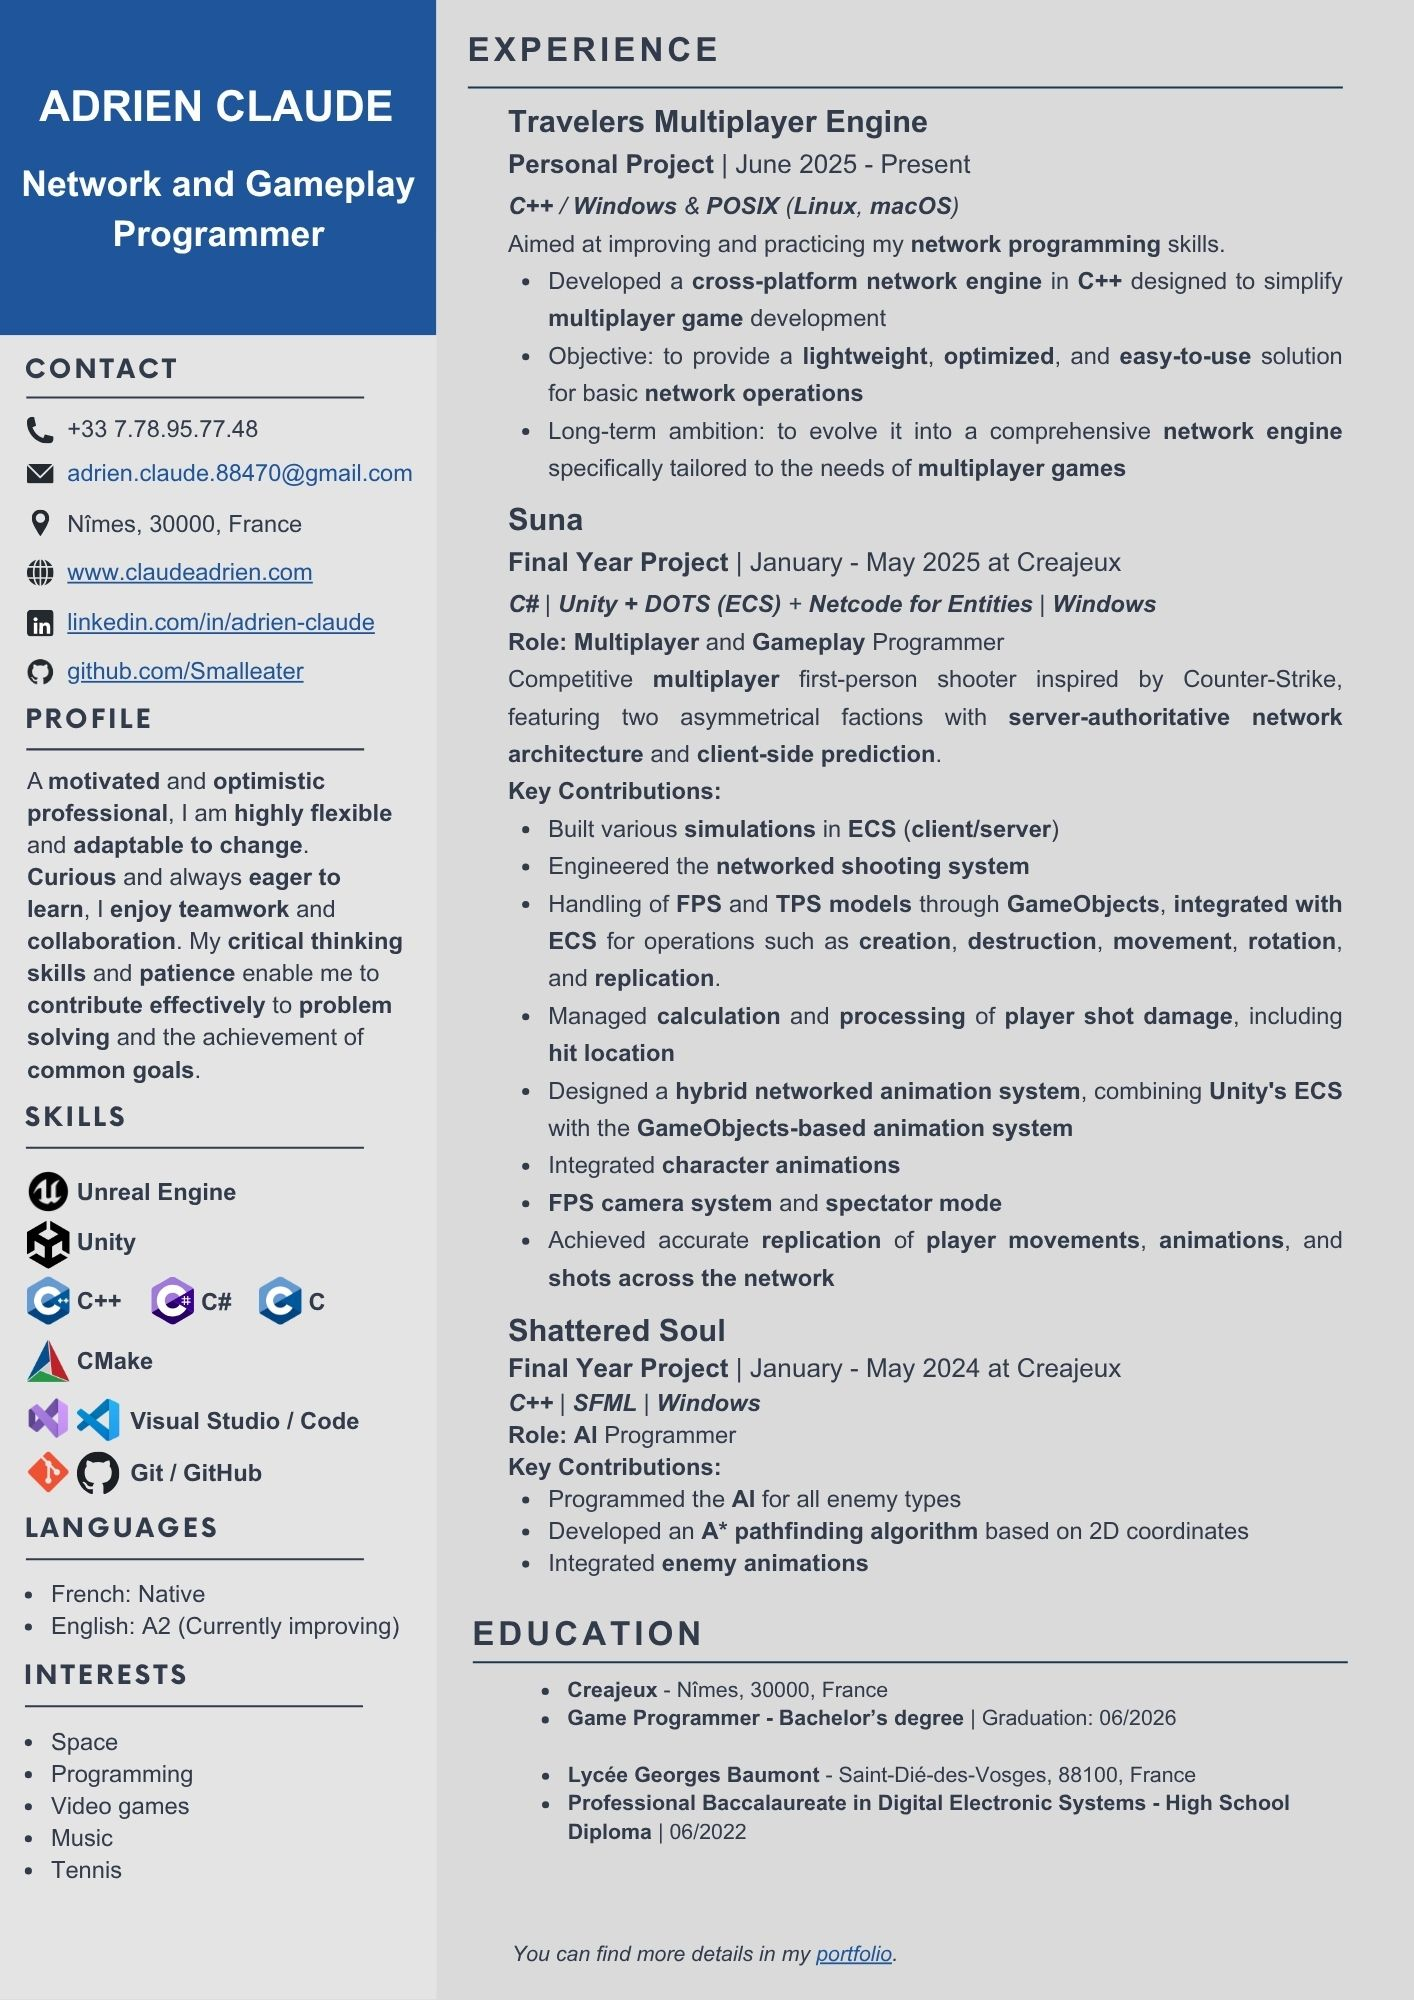 ADRIEN CLAUDE
Network and Gameplay
Programmer
CONTACT
+33 7.78.95.77.48
adrien.claude.88470@gmail.com
Nîmes, 30000, France
www.claudeadrien.com
linkedin.com/in/adrien-claude
github.com/Smalleater
PROFILE
A motivated and optimistic
professional, I am highly flexible
and adaptable to change.
Curious and always eager to
learn, I enjoy teamwork and
collaboration. My critical thinking
skills and patience enable me to
contribute effectively to problem
solving and the achievement of
common goals.
SKILLS
Unreal Engine
Unity
C++ C# C
CMake
Visual Studio / Code
Git / GitHub
LANGUAGES
• French: Native
• English: A2 (Currently improving)
INTERESTS
• Space
• Programming
• Video games
• Music
• Tennis
EXPERIENCE
Travelers Multiplayer Engine
Personal Project | June 2025 - Present
C++ / Windows & POSIX (Linux, macOS)
Aimed at improving and practicing my network programming skills.
• Developed a cross-platform network engine in C++ designed to simplify
multiplayer game development
• Objective: to provide a lightweight, optimized, and easy-to-use solution
for basic network operations
• Long-term ambition: to evolve it into a comprehensive network engine
specifically tailored to the needs of multiplayer games
Suna
Final Year Project | January - May 2025 at Creajeux
C# | Unity + DOTS (ECS) + Netcode for Entities | Windows
Role: Multiplayer and Gameplay Programmer
Competitive multiplayer first-person shooter inspired by Counter-Strike,
featuring two asymmetrical factions with server-authoritative network
architecture and client-side prediction.
Key Contributions:
• Built various simulations in ECS (client/server)
• Engineered the networked shooting system
• Handling of FPS and TPS models through GameObjects, integrated with
ECS for operations such as creation, destruction, movement, rotation,
and replication.
• Managed calculation and processing of player shot damage, including
hit location
• Designed a hybrid networked animation system, combining Unity's ECS
with the GameObjects-based animation system
• Integrated character animations
• FPS camera system and spectator mode
• Achieved accurate replication of player movements, animations, and
shots across the network
Shattered Soul
Final Year Project | January - May 2024 at Creajeux
C++ | SFML | Windows
Role: AI Programmer
Key Contributions:
• Programmed the AI for all enemy types
• Developed an A* pathfinding algorithm based on 2D coordinates
• Integrated enemy animations
EDUCATION
• Creajeux - Nîmes, 30000, France
• Game Programmer - Bachelor’s degree | Graduation: 06/2026
• Lycée Georges Baumont - Saint-Dié-des-Vosges, 88100, France
• Professional Baccalaureate in Digital Electronic Systems - High School
Diploma | 06/2022
You can find more details in my portfolio.